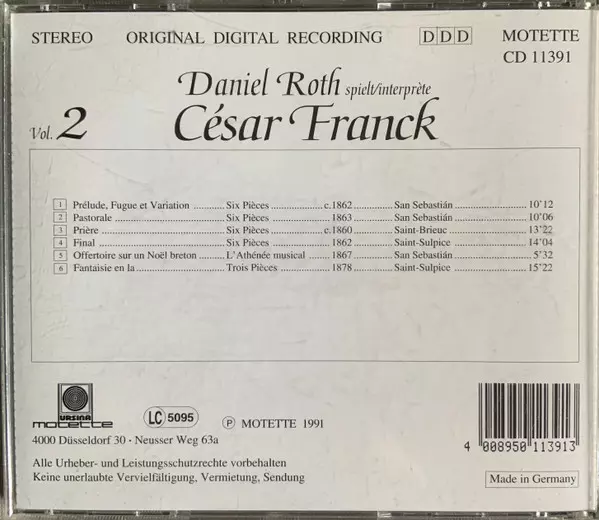 STEREO ORIGINAL DIGITAL RECORDING DDD MOTETTE
CD 11391
Daniel Roth spielt/interprète
Vol. 2 César Franck
1 Prélude, Fugue et Variation ........... Six Pièces ............... c.1862 ........... San Sebastián .................. 10'12
2 Pastorale ........................... Six Pièces ............... 1863 ........... San Sebastián .................. 10'06
3 Prière ............................... Six Pièces ............... c.1860 ........... Saint-Brieuc .................. 13'22
4 Final ............................... Six Pièces ............... 1862 ........... Saint-Sulpice .................. 14'04
5 Offertoire sur un Noël breton ........ L'Athénée musical .. 1867 ........... San Sebastián .................. 5'32
6 Fantaisie en la ...................... Trois Pièces ............ 1878 ........... Saint-Sulpice .................. 15'22
URSINA
motette
LC 5095
Ⓟ MOTETTE 1991
4000 Düsseldorf 30 · Neusser Weg 63a
4 008950 113913
Alle Urheber- und Leistungsschutzrechte vorbehalten
Keine unerlaubte Vervielfältigung, Vermietung, Sendung
Made in Germany